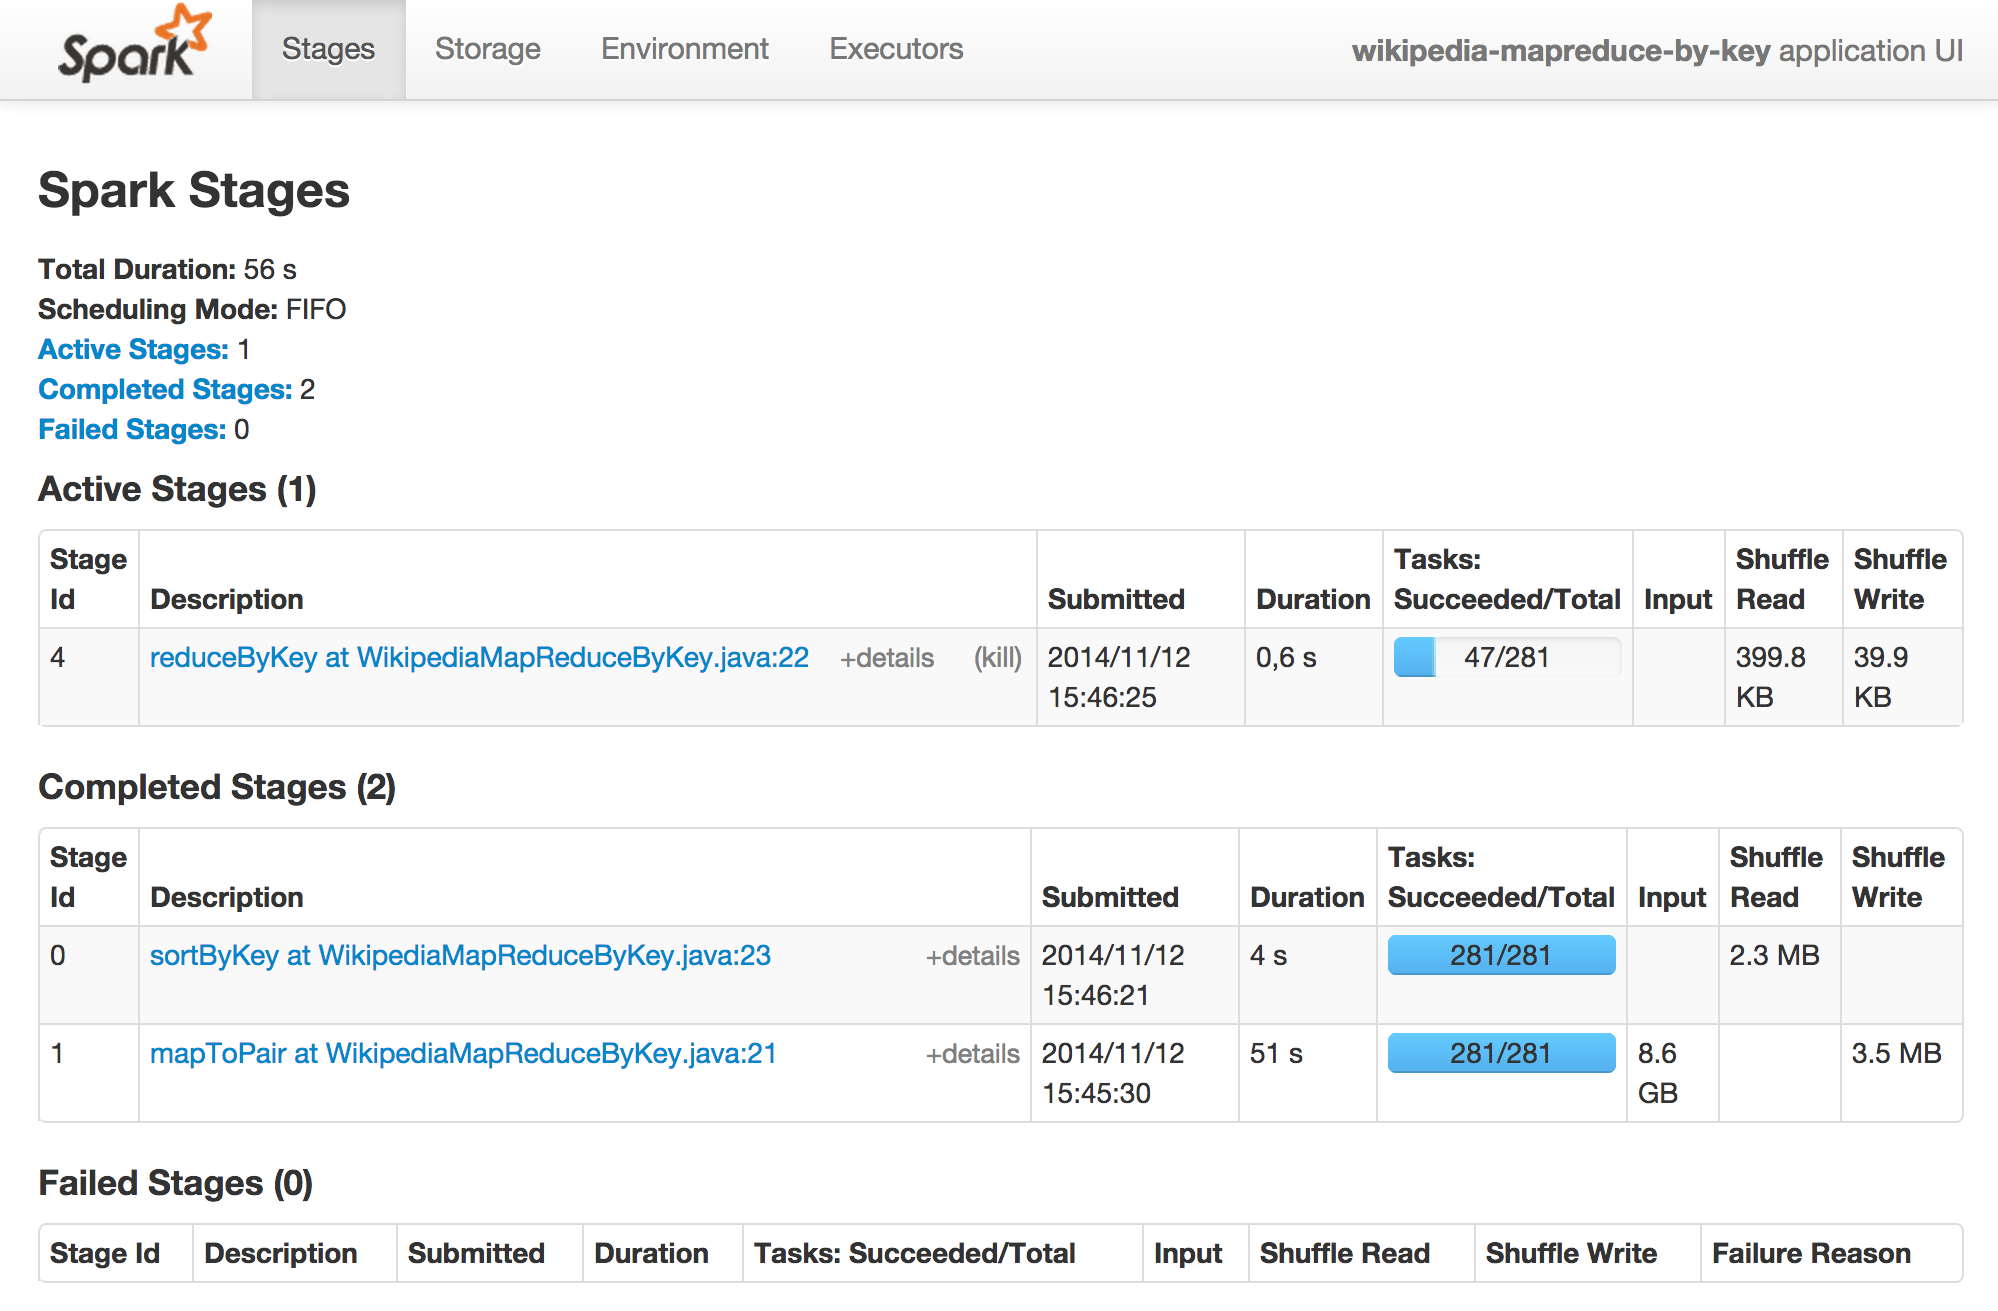 Spark Stages Storage Environment Executors wikipedia-mapreduce-by-key application UI
Spark Stages
Total Duration: 56 s
Scheduling Mode: FIFO
Active Stages: 1
Completed Stages: 2
Failed Stages: 0
Active Stages (1)
Stage Id Description Submitted Duration Tasks: Succeeded/Total Input Shuffle Read Shuffle Write
4 reduceByKey at WikipediaMapReduceByKey.java:22 +details (kill) 2014/11/12 15:46:25 0,6 s 47/281 399.8 KB 39.9 KB
Completed Stages (2)
Stage Id Description Submitted Duration Tasks: Succeeded/Total Input Shuffle Read Shuffle Write
0 sortByKey at WikipediaMapReduceByKey.java:23 +details 2014/11/12 15:46:21 4 s 281/281 2.3 MB
1 mapToPair at WikipediaMapReduceByKey.java:21 +details 2014/11/12 15:45:30 51 s 281/281 8.6 GB 3.5 MB
Failed Stages (0)
Stage Id Description Submitted Duration Tasks: Succeeded/Total Input Shuffle Read Shuffle Write Failure Reason